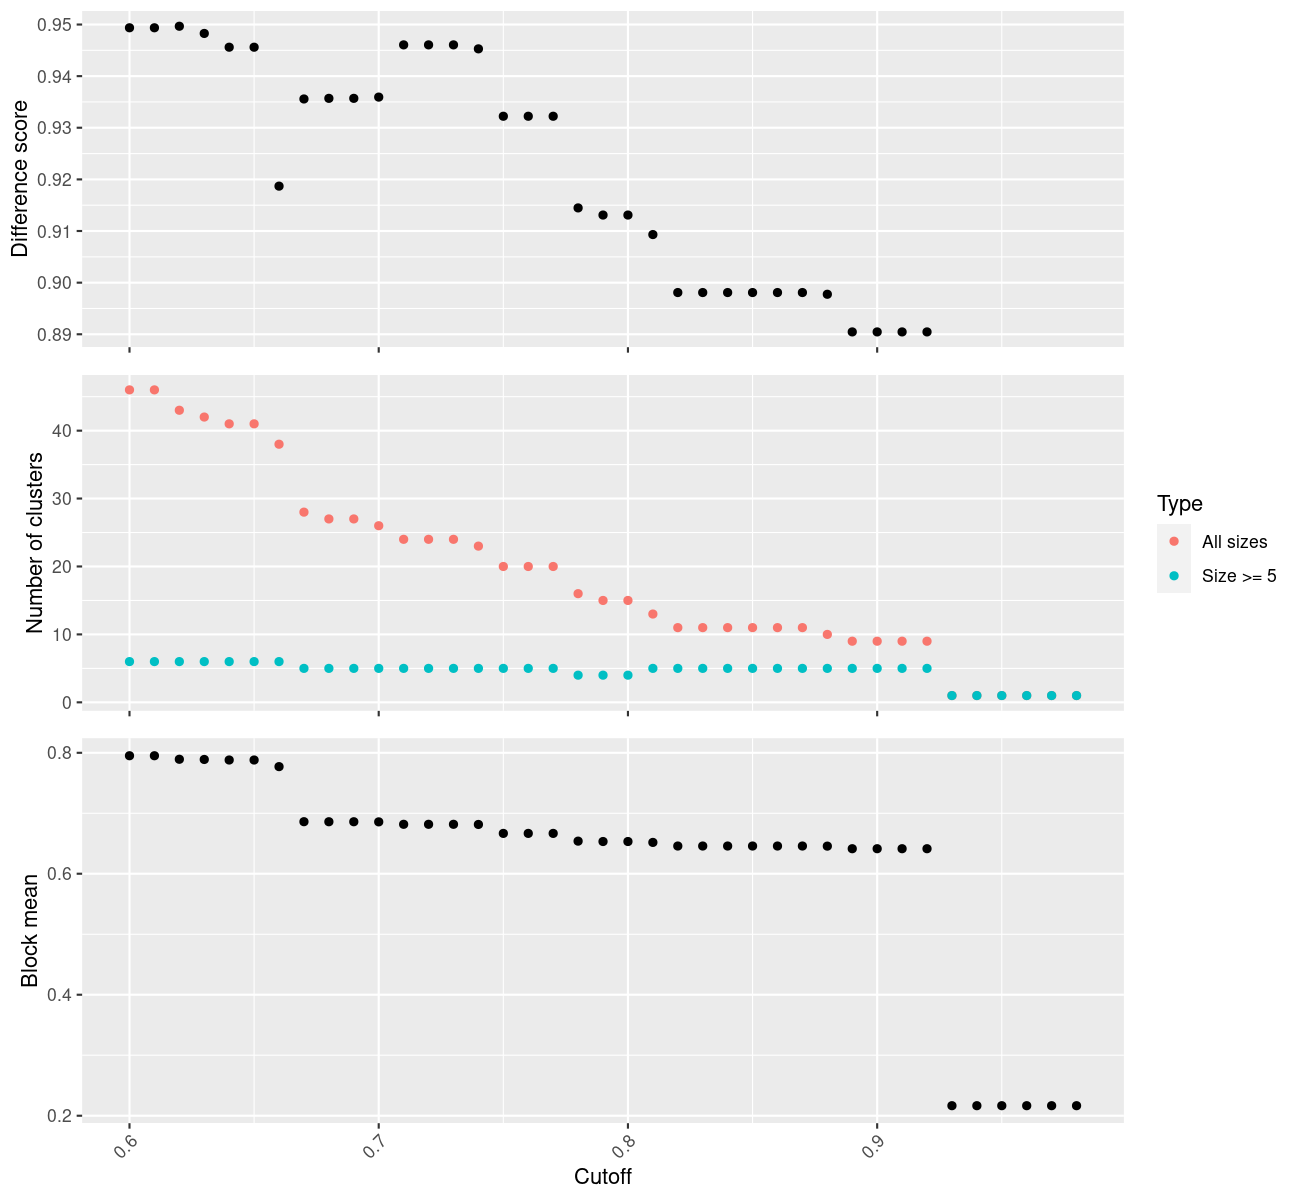 Difference score
0.95
0.94
0.93
0.92
0.91
0.90
0.89
Number of clusters
40
30
20
10
0
Type
All sizes
Size >= 5
Block mean
0.8
0.6
0.4
0.2
0.6 0.7 0.8 0.9
Cutoff